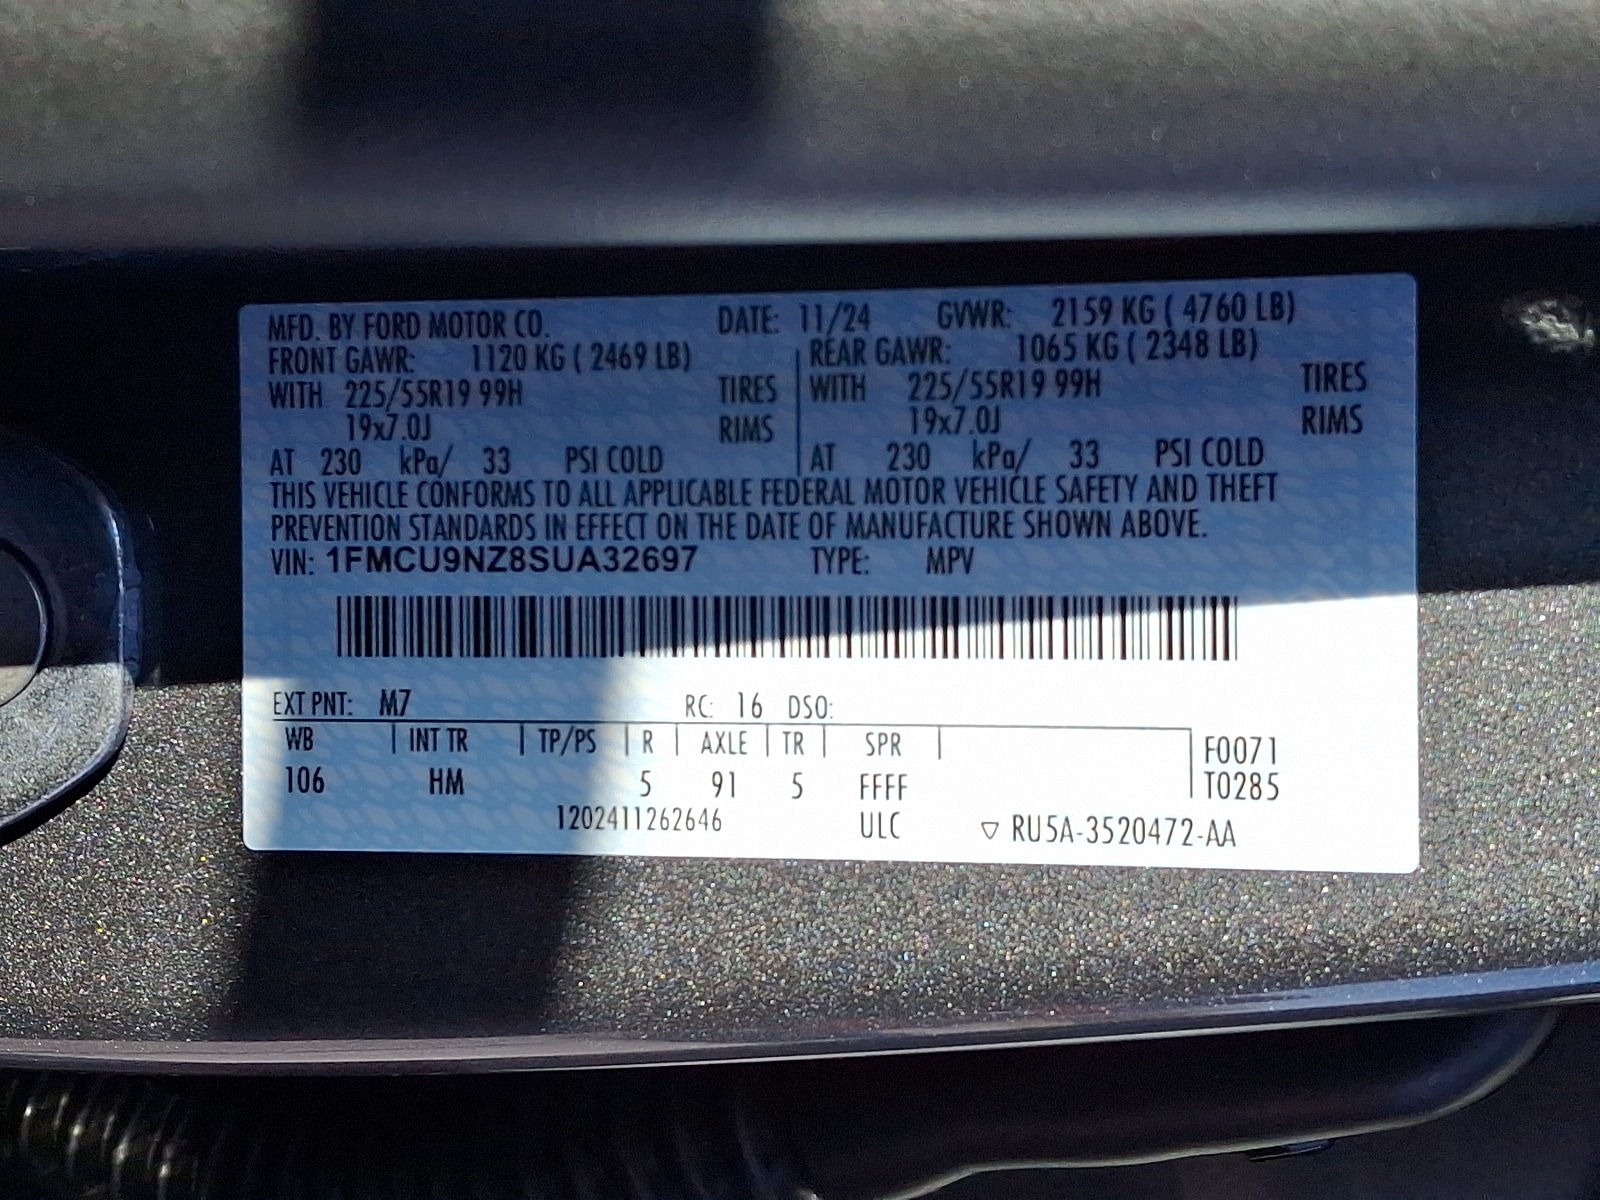 MFD. BY FORD MOTOR CO. DATE: 11/24 GVWR: 2159 KG ( 4760 LB)
FRONT GAWR: 1120 KG ( 2469 LB) REAR GAWR: 1065 KG ( 2348 LB)
WITH 225/55R19 99H TIRES WITH 225/55R19 99H TIRES
19x7.0J RIMS 19x7.0J RIMS
AT 230 kPa/ 33 PSI COLD AT 230 kPa/ 33 PSI COLD
THIS VEHICLE CONFORMS TO ALL APPLICABLE FEDERAL MOTOR VEHICLE SAFETY AND THEFT
PREVENTION STANDARDS IN EFFECT ON THE DATE OF MANUFACTURE SHOWN ABOVE.
VIN: 1FMCU9NZ8SUA32697 TYPE: MPV
EXT PNT: M7 RC: 16 DSO:
WB INT TR TP/PS R AXLE TR SPR F0071
106 HM 5 91 5 FFFF T0285
1202411262646 ULC ▽ RU5A-3520472-AA